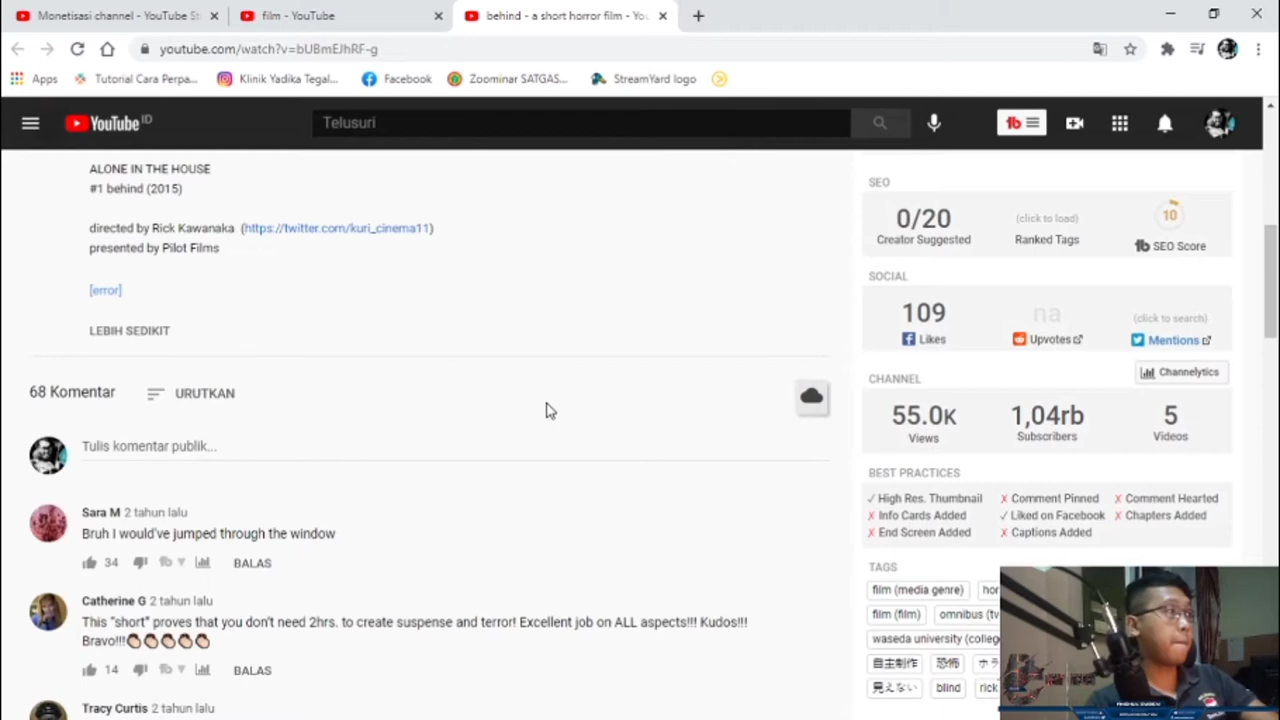 Monetisasi channel - YouTube St
film - YouTube
behind - a short horror film - You
youtube.com/watch?v=bUBmEJhRF-g
Apps
Tutorial Cara Perpa...
Klinik Yadika Tegal...
Facebook
Zoominar SATGAS...
StreamYard logo
YouTube ID
Telusuri
ALONE IN THE HOUSE
#1 behind (2015)
directed by Rick Kawanaka (https://twitter.com/kuri_cinema11)
presented by Pilot Films
[error]
LEBIH SEDIKIT
68 Komentar
URUTKAN
Tulis komentar publik...
Sara M 2 tahun lalu
Bruh I would've jumped through the window
34 BALAS
Catherine G 2 tahun lalu
This "short" proves that you don't need 2hrs. to create suspense and terror! Excellent job on ALL aspects!!! Kudos!!!
Bravo!!!
14 BALAS
Tracy Curtis 2 tahun lalu
SEO
0/20 (click to load) 10
Creator Suggested Ranked Tags tb SEO Score
SOCIAL
109 na (click to search)
Likes Upvotes Mentions
CHANNEL Channelytics
55.0K 1,04rb 5
Views Subscribers Videos
BEST PRACTICES
✓ High Res. Thumbnail ✗ Comment Pinned ✗ Comment Hearted
✗ Info Cards Added ✓ Liked on Facebook ✗ Chapters Added
✗ End Screen Added ✗ Captions Added
TAGS
film (media genre) hor
film (film) omnibus (tv
waseda university (colleg
自主制作 恐怖 ホラ
見えない blind rick